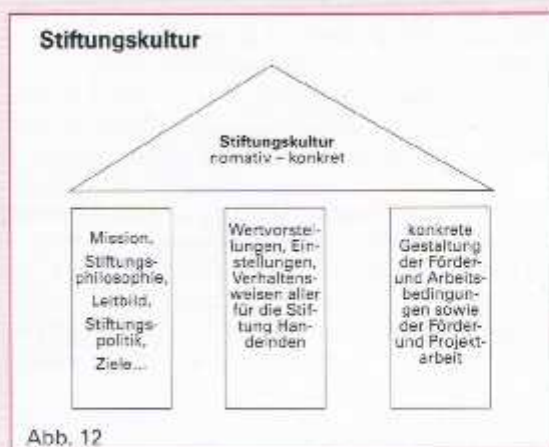 Stiftungskultur
Stiftungskultur
nomativ – konkret
Mission,
Stiftungs-
philosophie,
Leitbild,
Stiftungs-
politik,
Ziele...
Wertvorstel-
lungen, Ein-
stellungen,
Verhaltens-
weisen aller
für die Stif-
tung Han-
deinden
konkrete
Gestaltung
der Förder-
und Arbeits-
bedingun-
gen sowie
der Förder-
und Projekt-
arbeit
Abb. 12